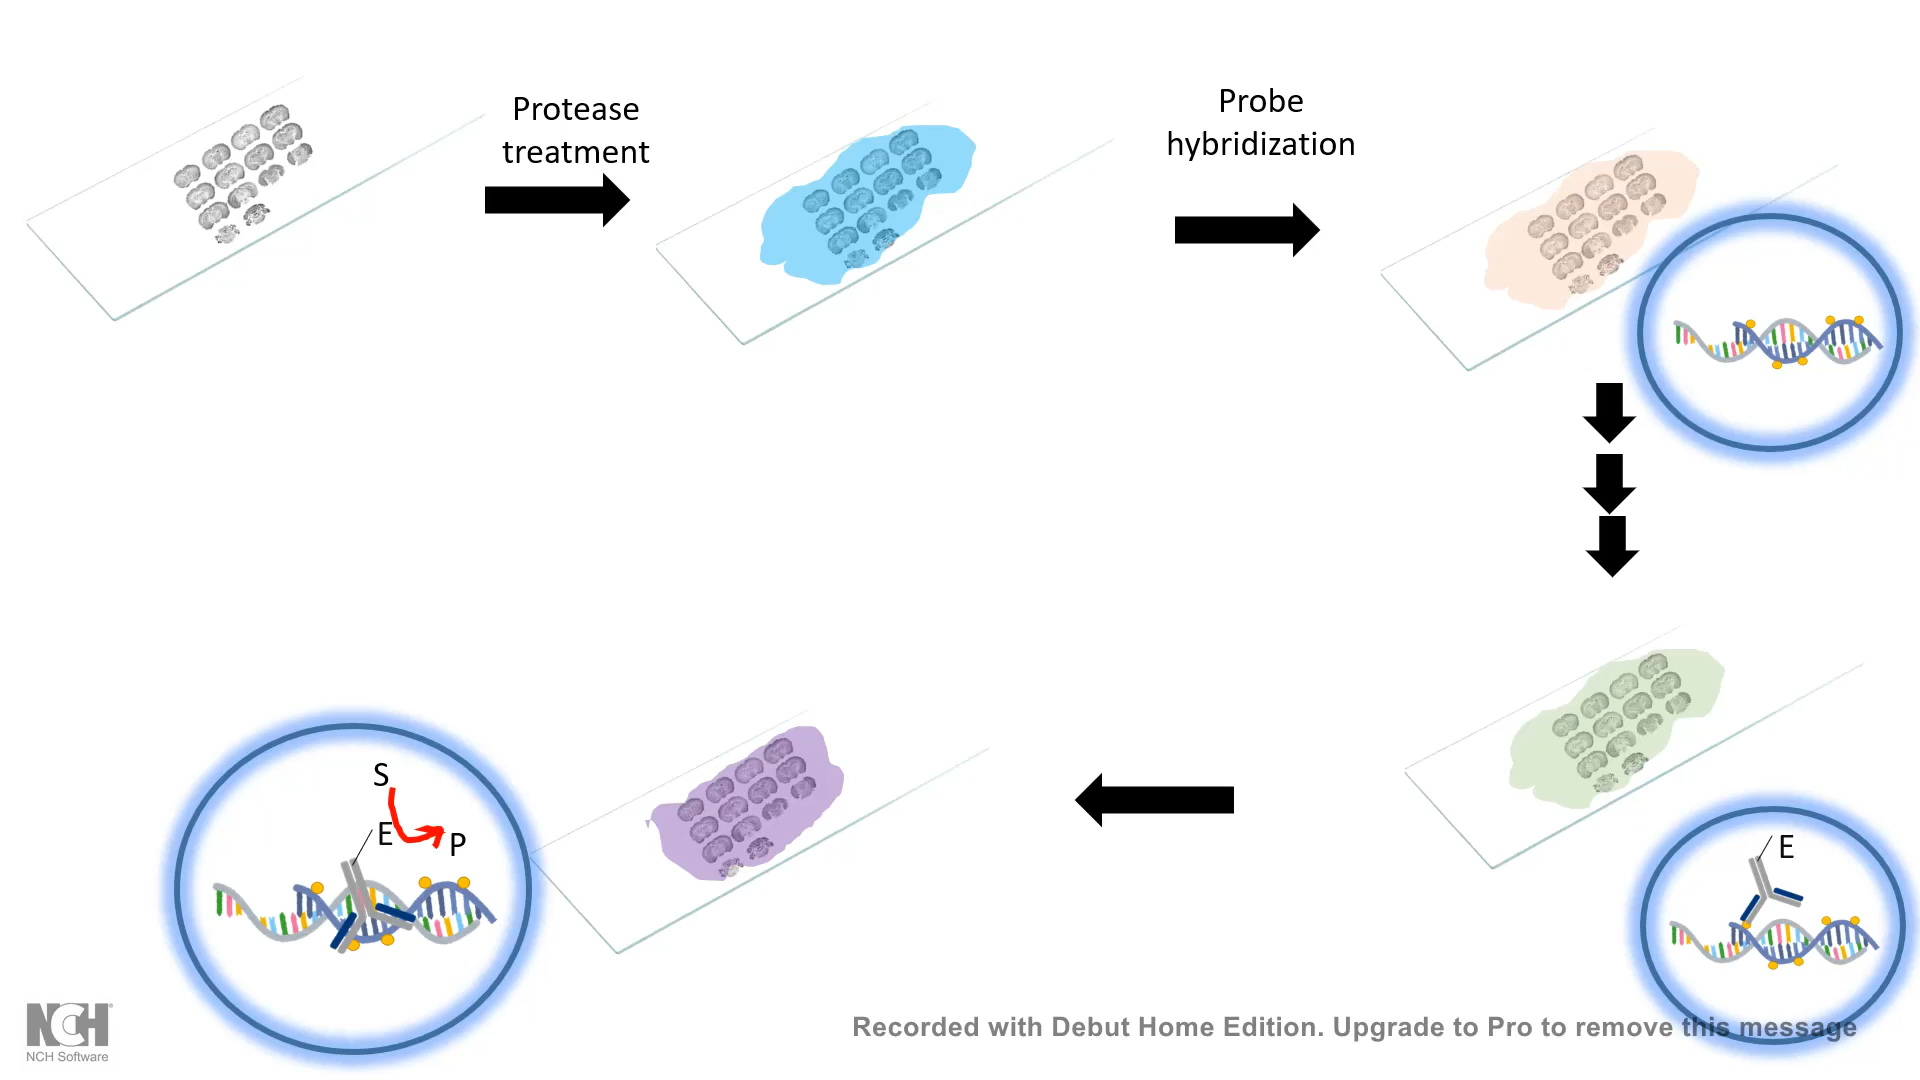 Protease
treatment
Probe
hybridization
S
E
P
E
NCH
NCH Software
Recorded with Debut Home Edition. Upgrade to Pro to remove this message